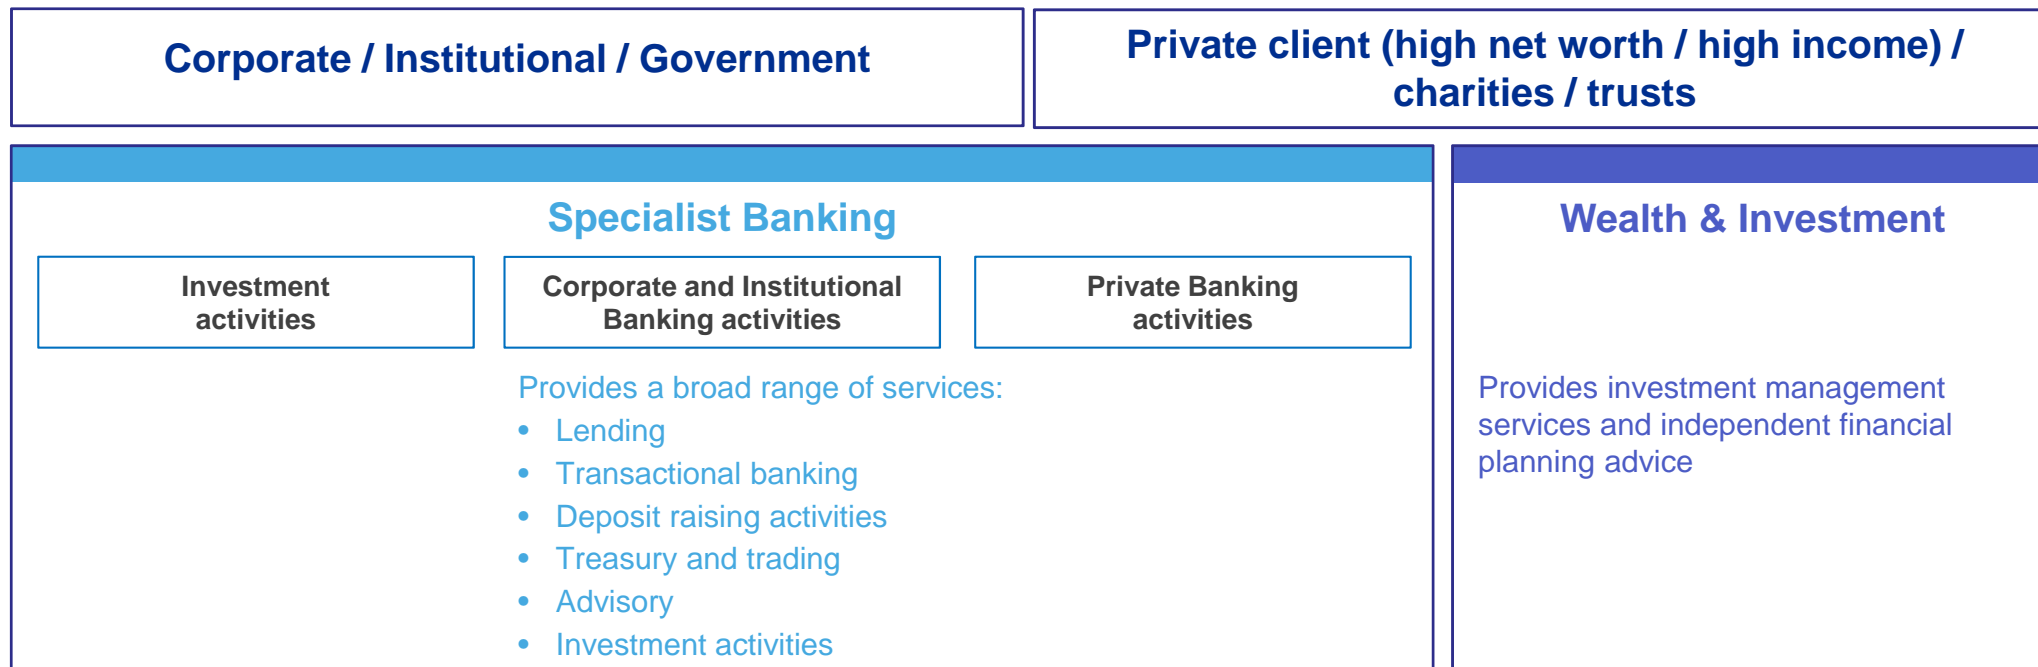 Corporate / Institutional / Government
Private client (high net worth / high income) /
charities / trusts
Specialist Banking
Investment
activities
Corporate and Institutional
Banking activities
Private Banking
activities
Provides a broad range of services:
• Lending
• Transactional banking
• Deposit raising activities
• Treasury and trading
• Advisory
• Investment activities
Wealth & Investment
Provides investment management
services and independent financial
planning advice